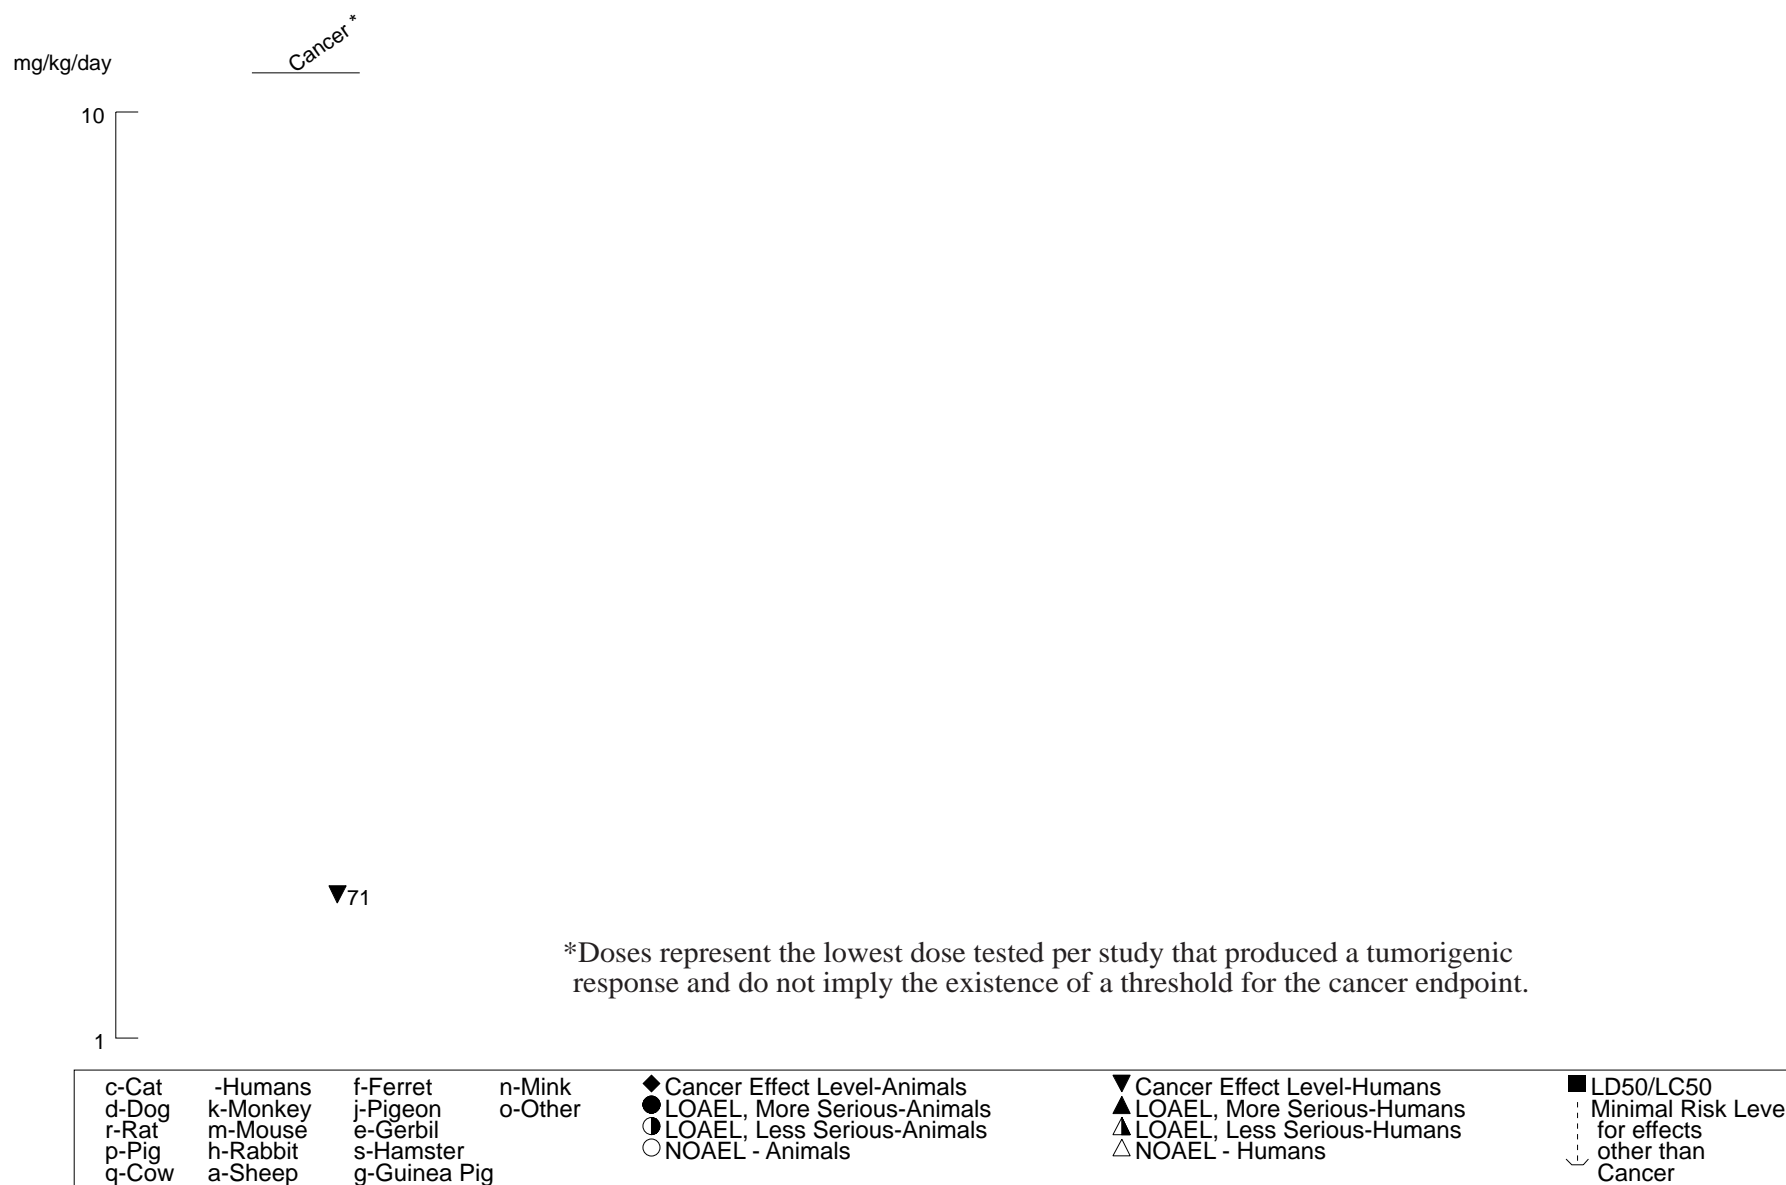 Cancer *
mg/kg/day
10
71
*Doses represent the lowest dose tested per study that produced a tumorigenic
response and do not imply the existence of a threshold for the cancer endpoint.
1
c-Cat -Humans f-Ferret n-Mink Cancer Effect Level-Animals Cancer Effect Level-Humans LD50/LC50
d-Dog k-Monkey j-Pigeon o-Other LOAEL, More Serious-Animals LOAEL, More Serious-Humans Minimal Risk Leve
r-Rat m-Mouse e-Gerbil LOAEL, Less Serious-Animals LOAEL, Less Serious-Humans for effects
p-Pig h-Rabbit s-Hamster NOAEL - Animals NOAEL - Humans other than
q-Cow a-Sheep g-Guinea Pig Cancer